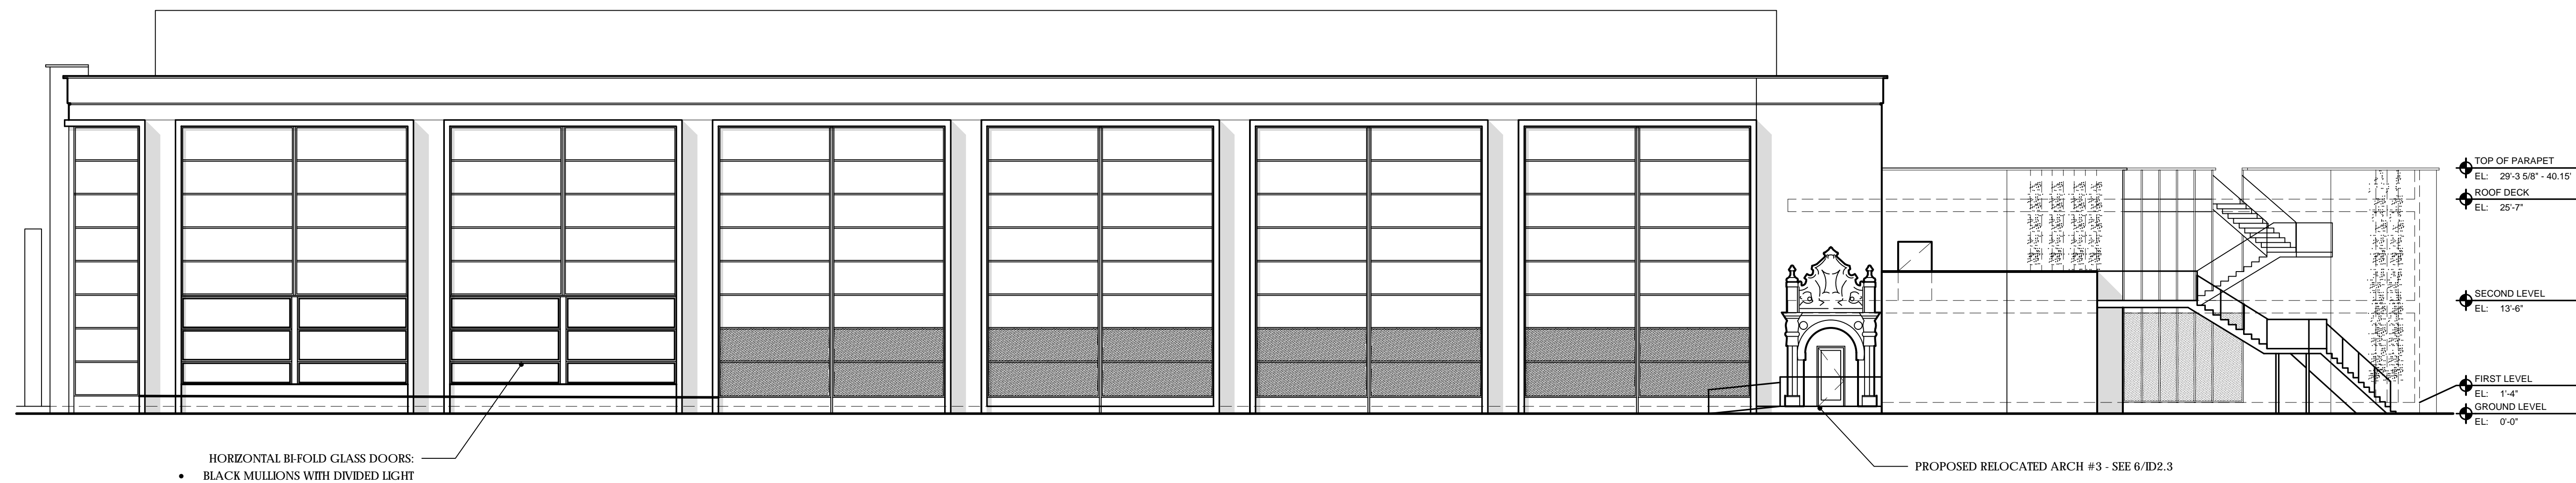 TOP OF PARAPET
EL: 29'-3 5/8" - 40.15'
ROOF DECK
EL: 25'-7"
SECOND LEVEL
EL: 13'-6"
FIRST LEVEL
EL: 1'-4"
GROUND LEVEL
EL: 0'-0"
HORIZONTAL BI-FOLD GLASS DOORS:
• BLACK MULLIONS WITH DIVIDED LIGHT
PROPOSED RELOCATED ARCH #3 - SEE 6/ID2.3